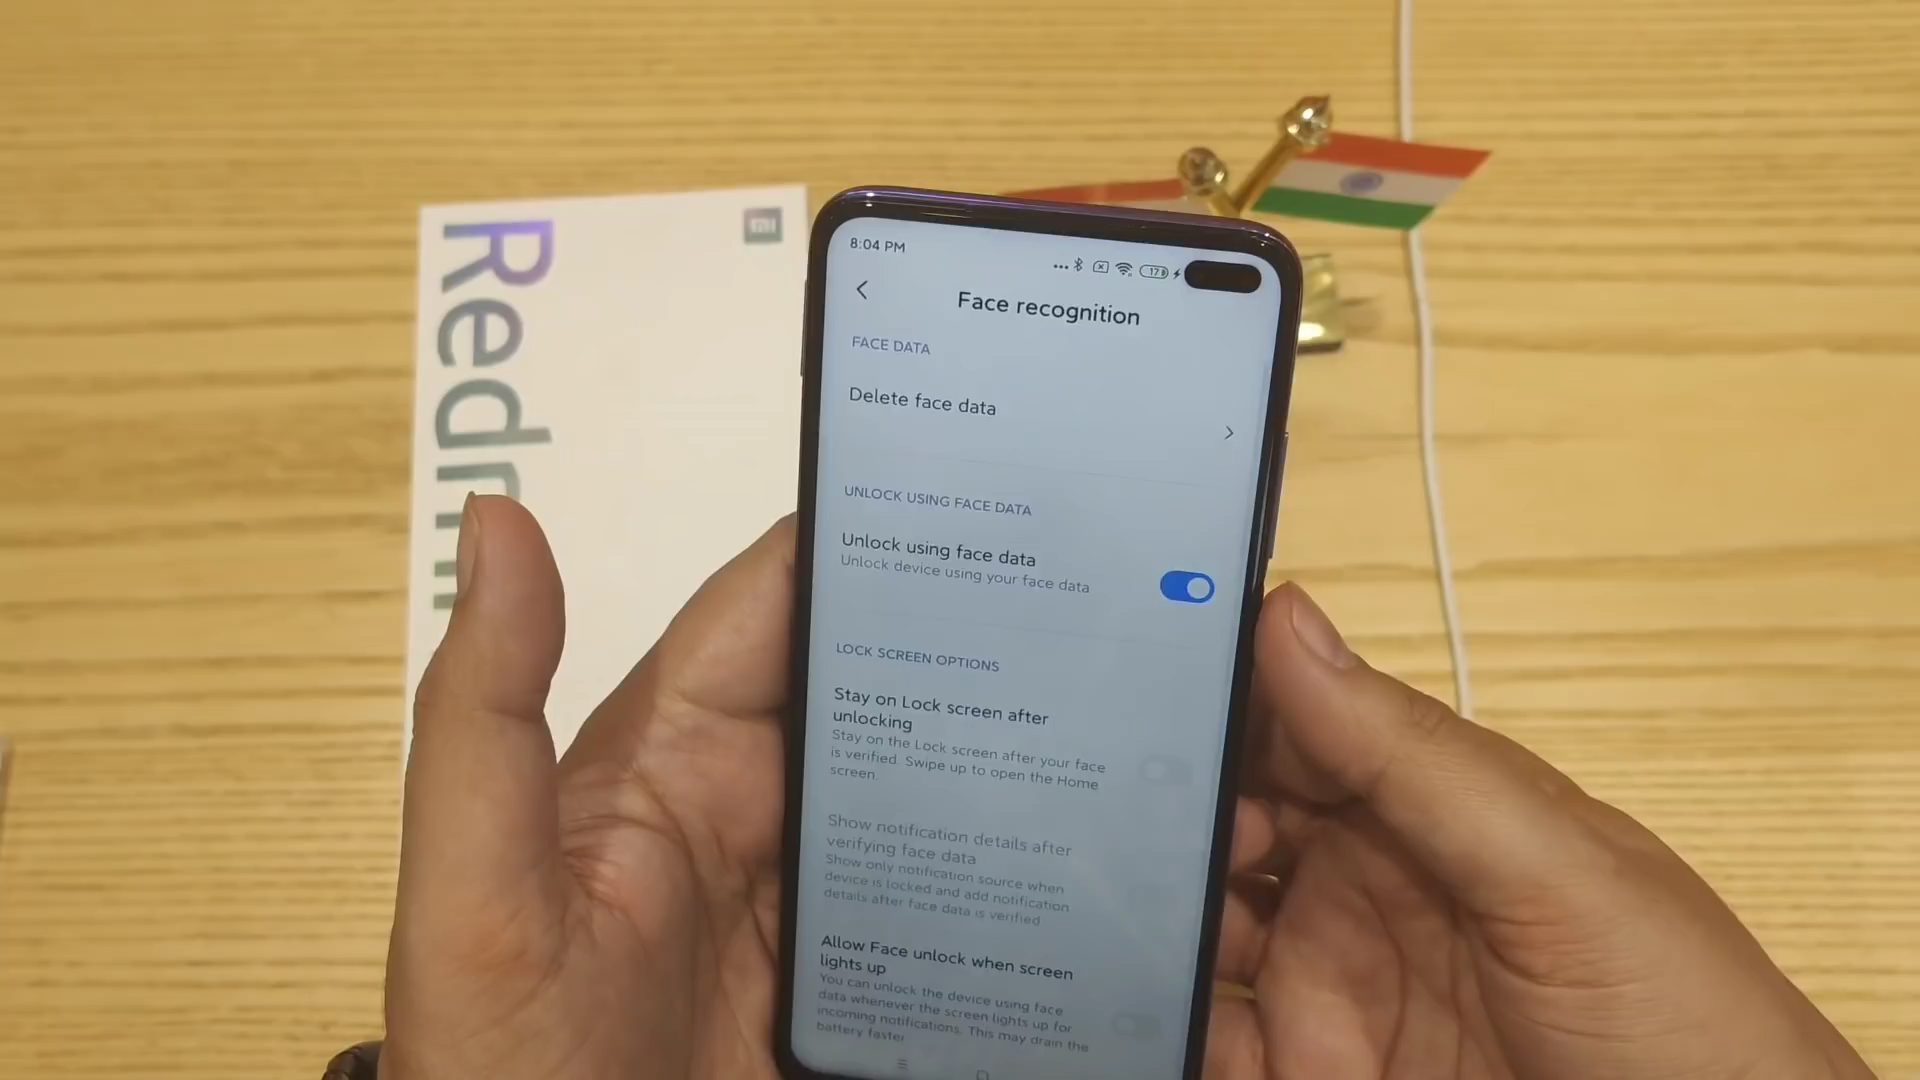 mi
Redmi
8:04 PM
17
Face recognition
FACE DATA
Delete face data
UNLOCK USING FACE DATA
Unlock using face data
Unlock device using your face data
LOCK SCREEN OPTIONS
Stay on Lock screen after
unlocking
Stay on the Lock screen after your face
is verified. Swipe up to open the Home
screen.
Show notification details after
verifying face data
Show only notification source when
device is locked and add notification
details after face data is verified
Allow Face unlock when screen
lights up
You can unlock the device using face
data whenever the screen lights up for
incoming notifications. This may drain the
battery faster